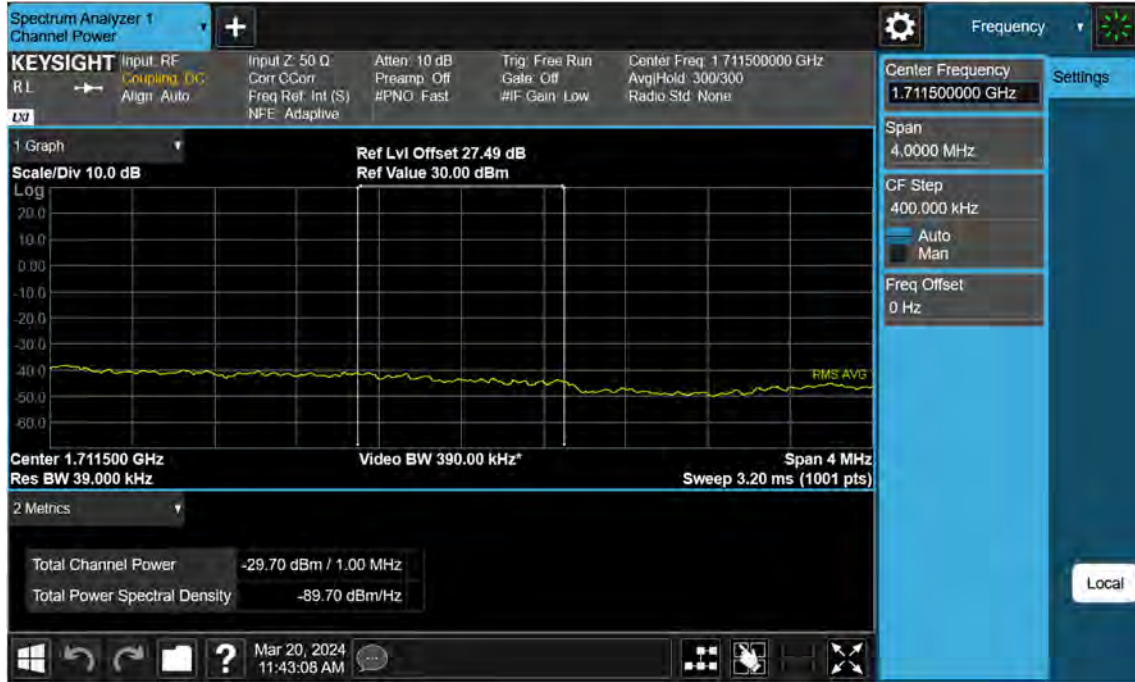 Spectrum Analyzer 1
Channel Power
+
Frequency
KEYSIGHT
RL
LXI
Input: RF
Coupling: DC
Align: Auto
Input Z: 50 Ω
Corr CCorr
Freq Ref: Int (S)
NFE: Adaptive
Atten: 10 dB
Preamp: Off
#PNO: Fast
Trig: Free Run
Gate: Off
#IF Gain: Low
Center Freq: 1.711500000 GHz
Avg|Hold: 300/300
Radio Std: None
Center Frequency
1.711500000 GHz
Settings
Span
4.0000 MHz
CF Step
400.000 kHz
Auto
Man
Freq Offset
0 Hz
1 Graph
Scale/Div 10.0 dB
Ref Lvl Offset 27.49 dB
Ref Value 30.00 dBm
Log
20.0
10.0
0.00
-10.0
-20.0
-30.0
-40.0
-50.0
-60.0
RMS AVG
Center 1.711500 GHz
Res BW 39.000 kHz
Video BW 390.00 kHz*
Span 4 MHz
Sweep 3.20 ms (1001 pts)
2 Metrics
Total Channel Power -29.70 dBm / 1.00 MHz
Total Power Spectral Density -89.70 dBm/Hz
Local
?
Mar 20, 2024
11:43:08 AM